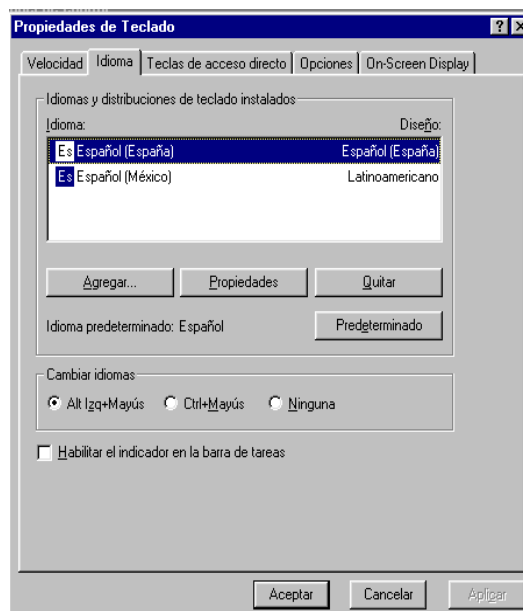 Propiedades de Teclado
Velocidad Idioma Teclas de acceso directo Opciones On-Screen Display
Idiomas y distribuciones de teclado instalados
Idioma: Diseño:
Es Español (España) Español (España)
Es Español (México) Latinoamericano
Agregar... Propiedades Quitar
Idioma predeterminado: Español Predeterminado
Cambiar idiomas
Alt Izq+Mayús Ctrl+Mayús Ninguna
Habilitar el indicador en la barra de tareas
Aceptar Cancelar Aplicar